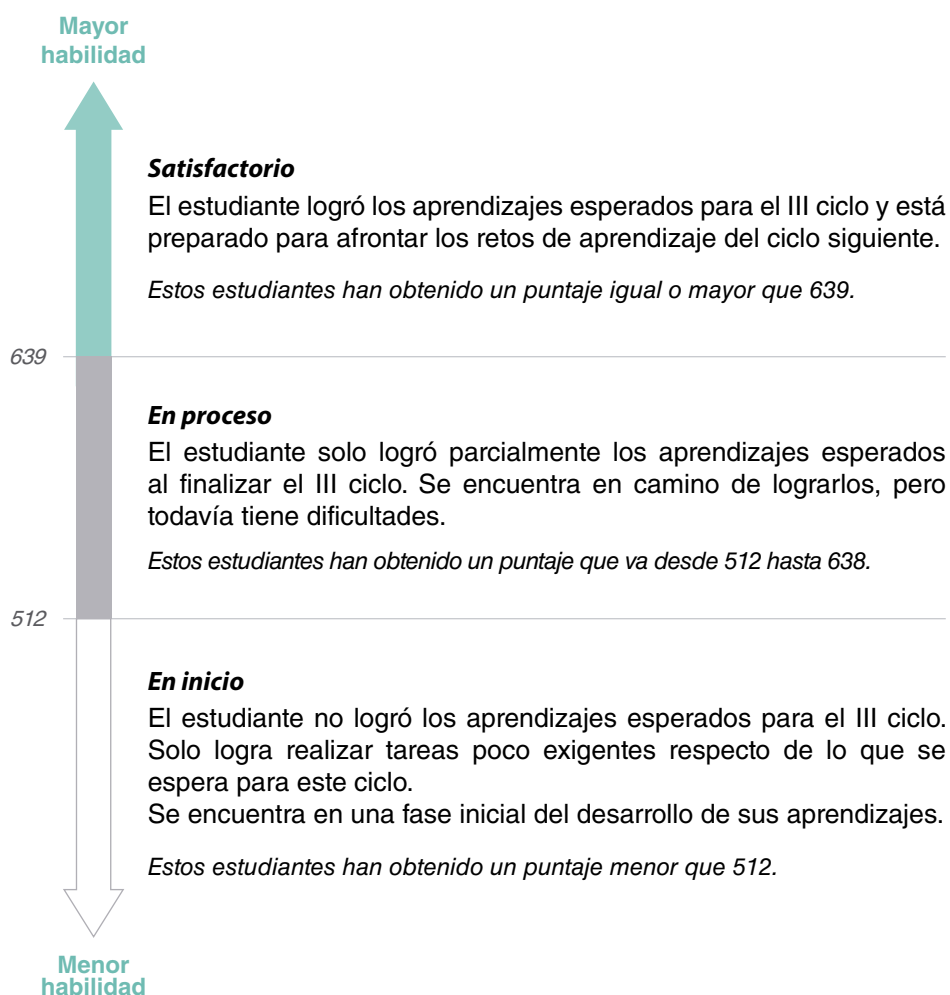 Mayor
habilidad
Satisfactorio
El estudiante logró los aprendizajes esperados para el III ciclo y está
preparado para afrontar los retos de aprendizaje del ciclo siguiente.
Estos estudiantes han obtenido un puntaje igual o mayor que 639.
639
En proceso
El estudiante solo logró parcialmente los aprendizajes esperados
al finalizar el III ciclo. Se encuentra en camino de lograrlos, pero
todavía tiene dificultades.
Estos estudiantes han obtenido un puntaje que va desde 512 hasta 638.
512
En inicio
El estudiante no logró los aprendizajes esperados para el III ciclo.
Solo logra realizar tareas poco exigentes respecto de lo que se
espera para este ciclo.
Se encuentra en una fase inicial del desarrollo de sus aprendizajes.
Estos estudiantes han obtenido un puntaje menor que 512.
Menor
habilidad